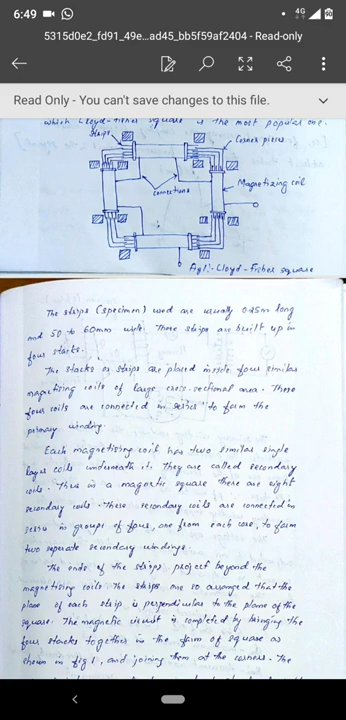 6:49
4G
5315d0e2_fd91_49e...ad45_bb5f59af2404 - Read-only
Read Only - You can't save changes to this file.
which Lloyd-Fisher square is the most popular one.
strips
Corner pieces
connections
Magnetizing coil
Fig1:- Lloyd-Fisher square
The strips (specimen) used are usually 0.25m long
and 50 to 60mm wide. These strips are built up in
four stacks.
The stacks of strips are placed inside four similar
magnetising coils of large cross-sectional area. These
four coils are connected in series to form the
primary winding.
Each magnetising coil has two similar single
layer coils underneath it. They are called secondary
coils. Thus in a magnetic square there are eight
secondary coils. These secondary coils are connected in
series in groups of four, one from each core, to form
two separate secondary windings.
The ends of the strips project beyond the
magnetising coils. The strips are so arranged that the
plane of each strip is perpendicular to the plane of the
square. The magnetic circuit is completed by bringing the
four stacks together in the form of square as
shown in fig 1, and joining them at the corners. The